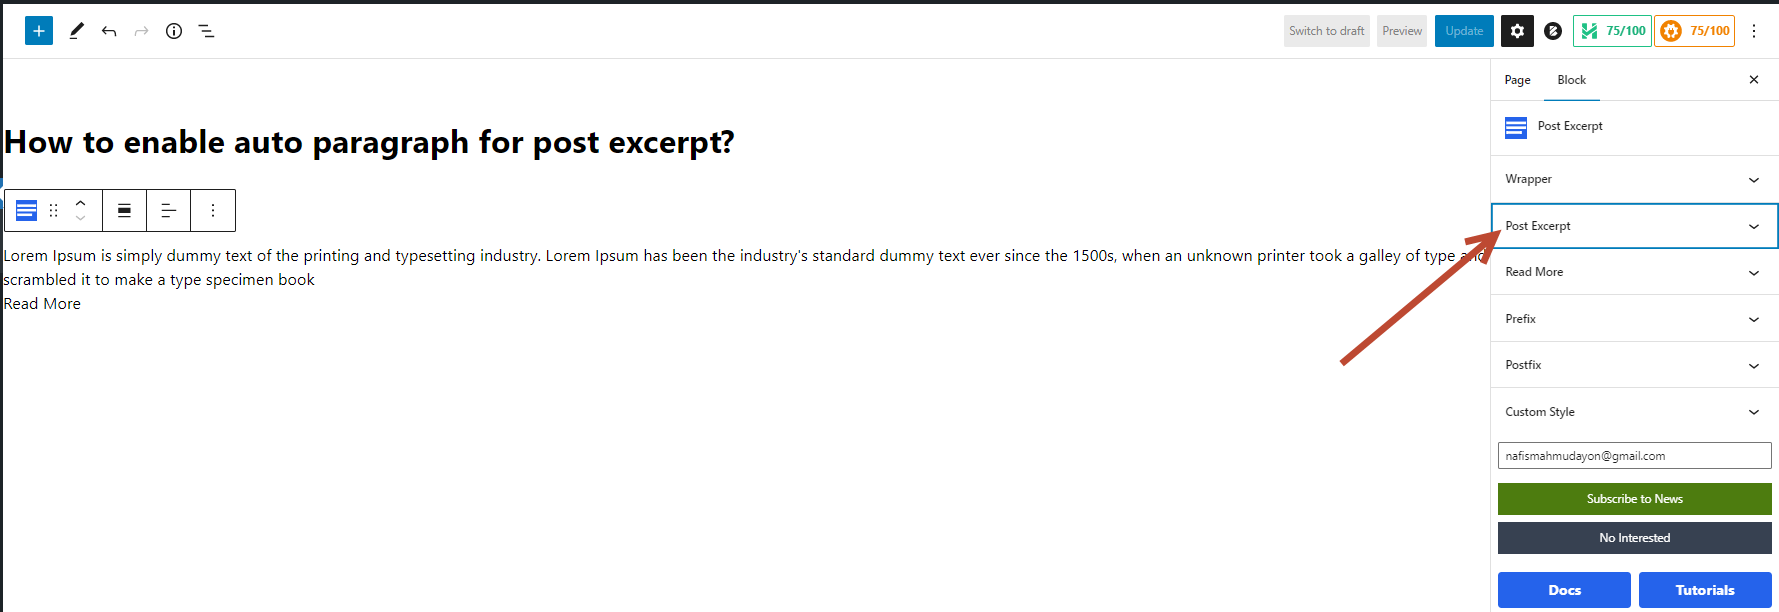 Switch to draft
Preview
Update
75/100
75/100
Page
Block
Post Excerpt
How to enable auto paragraph for post excerpt?
Wrapper
Post Excerpt
Lorem Ipsum is simply dummy text of the printing and typesetting industry. Lorem Ipsum has been the industry's standard dummy text ever since the 1500s, when an unknown printer took a galley of type and
scrambled it to make a type specimen book
Read More
Read More
Prefix
Postfix
Custom Style
nafismahmudayon@gmail.com
Subscribe to News
No Interested
Docs
Tutorials